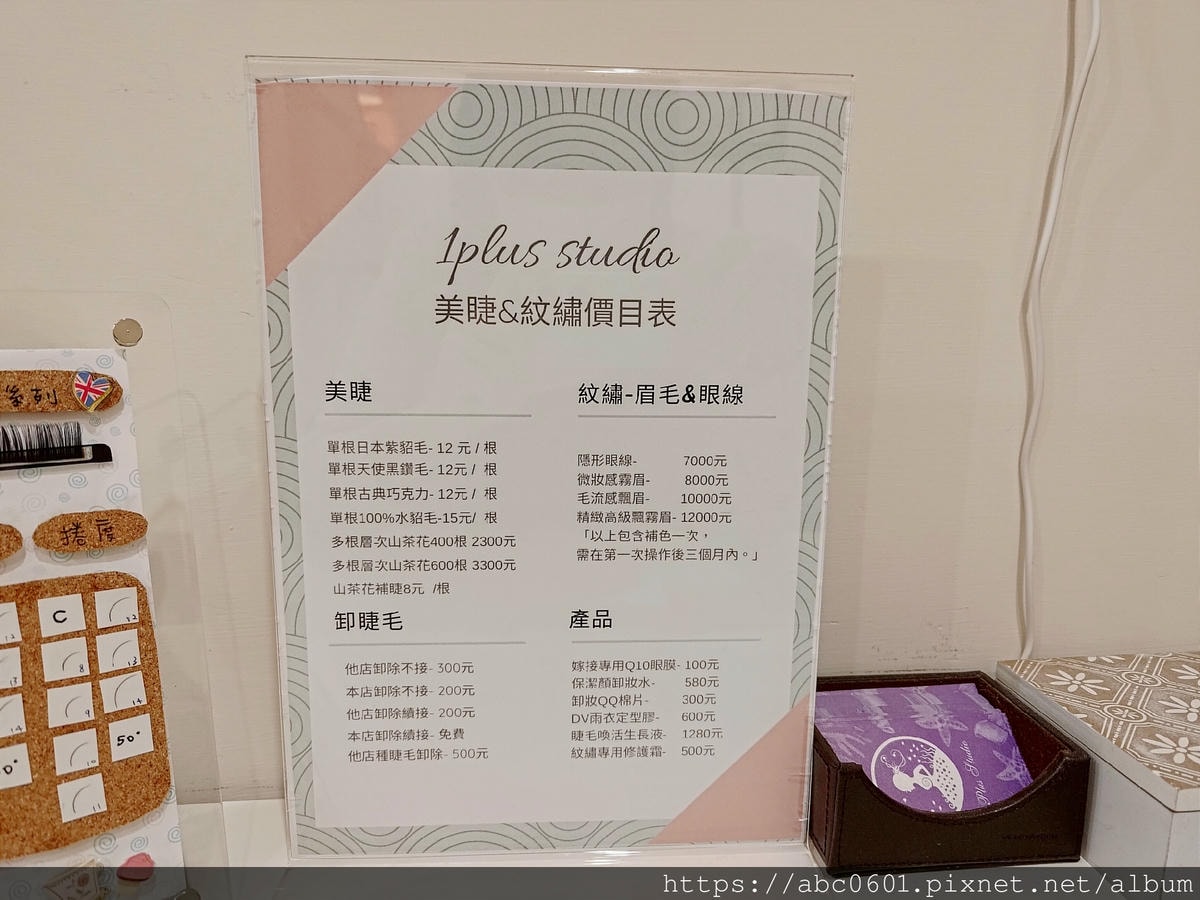 1plus studio
美睫&紋繡價目表
美睫
單根日本紫貂毛- 12 元 / 根
單根天使黑鑽毛- 12元 / 根
單根古典巧克力- 12元 / 根
單根100%水貂毛-15元/ 根
多根層次山茶花400根 2300元
多根層次山茶花600根 3300元
山茶花補睫8元 /根
紋繡-眉毛&眼線
隱形眼線- 7000元
微妝感霧眉- 8000元
毛流感飄眉- 10000元
精緻高級飄霧眉- 12000元
「以上包含補色一次，
需在第一次操作後三個月內。」
卸睫毛
他店卸除不接- 300元
本店卸除不接- 200元
他店卸除續接- 200元
本店卸除續接- 免費
他店種睫毛卸除- 500元
產品
嫁接專用Q10眼膜- 100元
保潔顏卸妝水- 580元
卸妝QQ棉片- 300元
DV雨衣定型膠- 600元
睫毛喚活生長液- 1280元
紋繡專用修護霜- 500元
系列
捲度
C
12
8
13
9
14
10
50°
11
Plus Studio
https://abc0601.pixnet.net/album